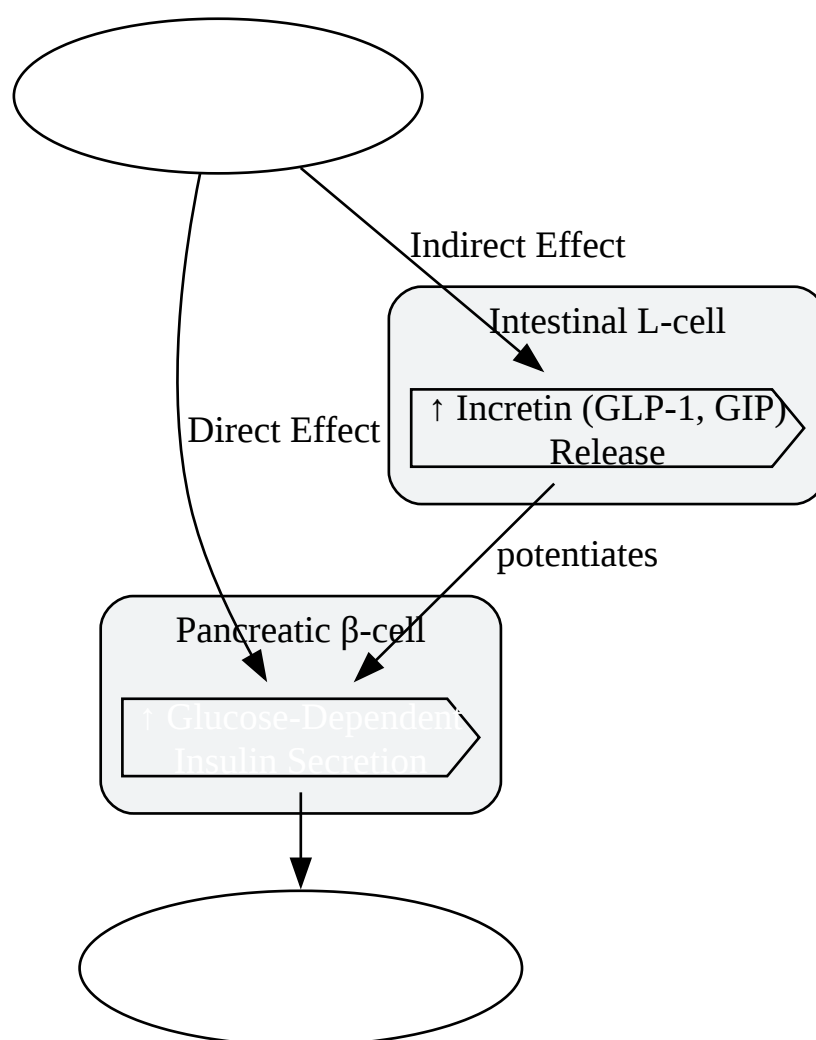 Indirect Effect
Intestinal L-cell
↑ Incretin (GLP-1, GIP)
Release
Direct Effect
potentiates
Pancreatic β-cell
↑ Glucose-Dependent
Insulin Secretion